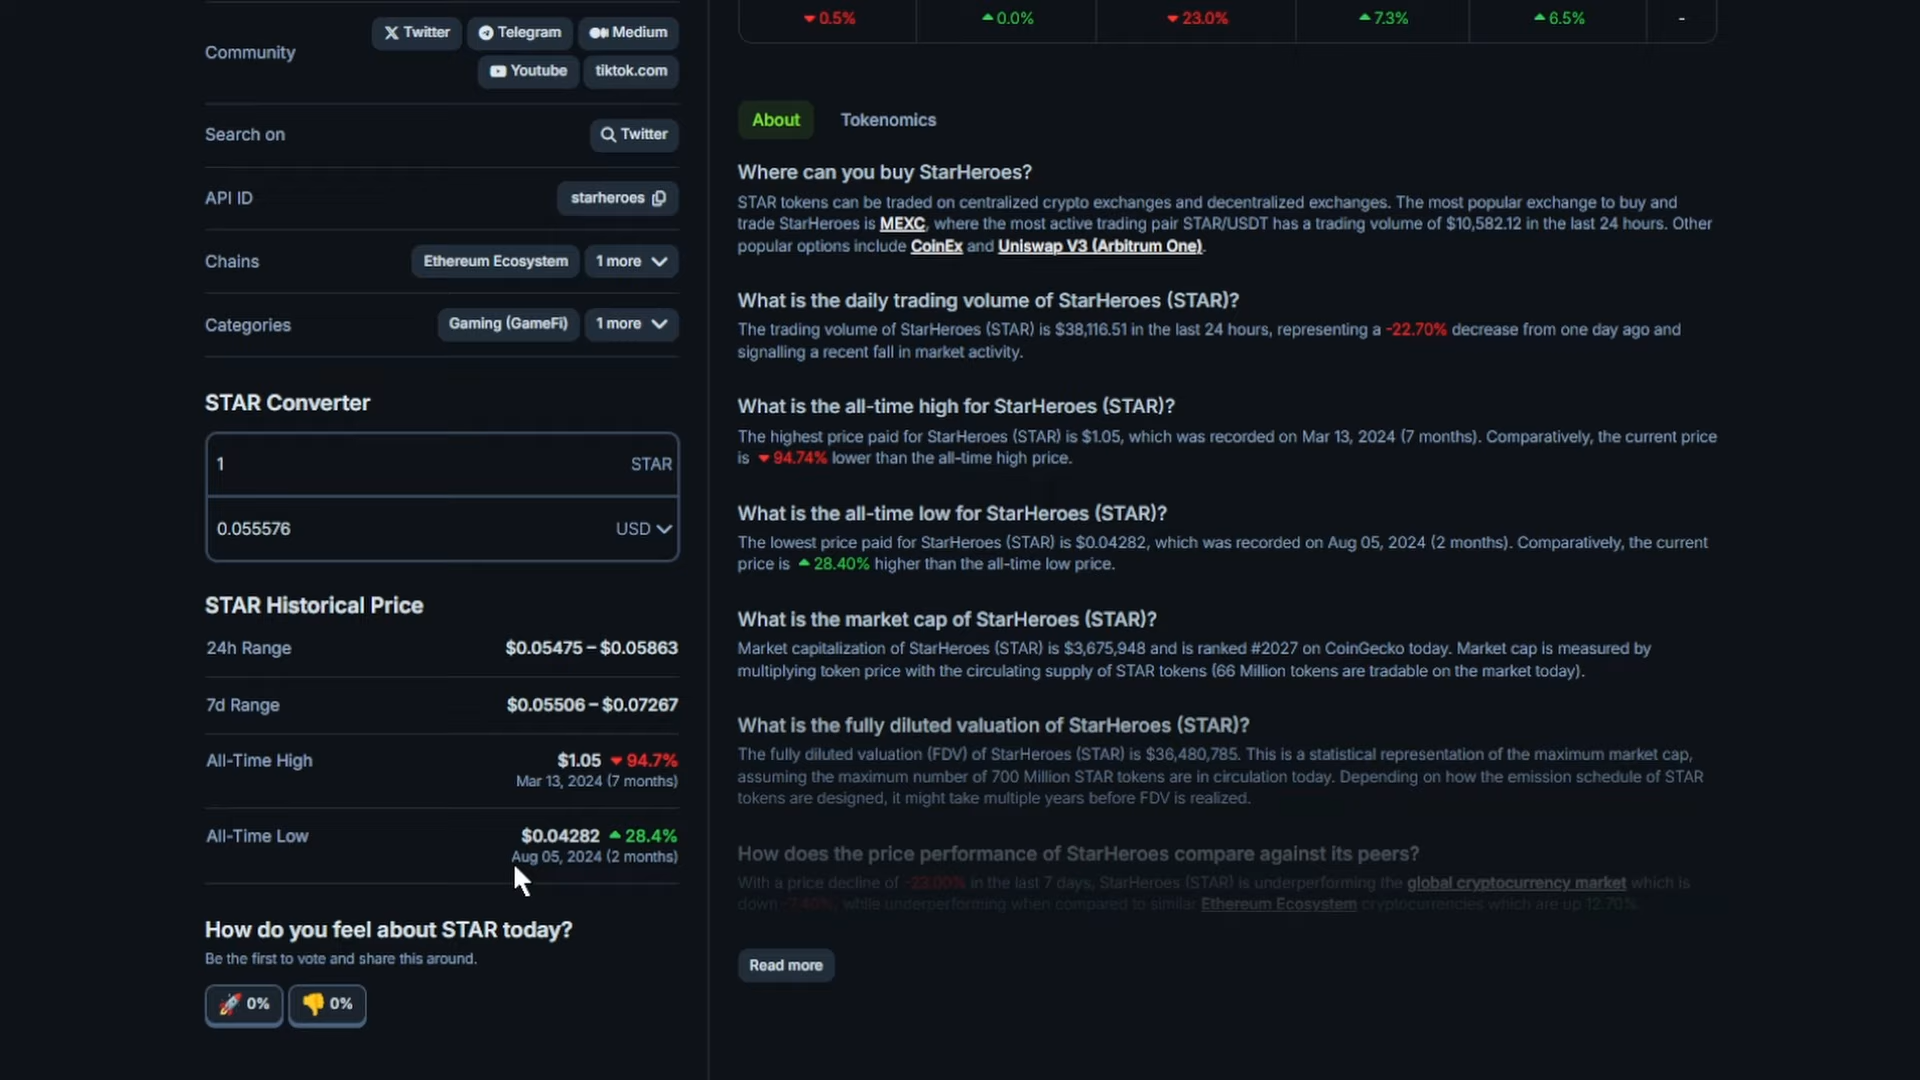 Community
Twitter
Telegram
Medium
Youtube
tiktok.com
Search on
Twitter
API ID
starheroes
Chains
Ethereum Ecosystem
1 more
Categories
Gaming (GameFi)
1 more
STAR Converter
1
STAR
0.055576
USD
STAR Historical Price
24h Range
$0.05475 – $0.05863
7d Range
$0.05506 – $0.07267
All-Time High
$1.05 94.7%
Mar 13, 2024 (7 months)
All-Time Low
$0.04282 28.4%
Aug 05, 2024 (2 months)
How do you feel about STAR today?
Be the first to vote and share this around.
0%
0%
0.5%
0.0%
23.0%
7.3%
6.5%
-
About
Tokenomics
Where can you buy StarHeroes?
STAR tokens can be traded on centralized crypto exchanges and decentralized exchanges. The most popular exchange to buy and
trade StarHeroes is MEXC, where the most active trading pair STAR/USDT has a trading volume of $10,582.12 in the last 24 hours. Other
popular options include CoinEx and Uniswap V3 (Arbitrum One).
What is the daily trading volume of StarHeroes (STAR)?
The trading volume of StarHeroes (STAR) is $38,116.51 in the last 24 hours, representing a -22.70% decrease from one day ago and
signalling a recent fall in market activity.
What is the all-time high for StarHeroes (STAR)?
The highest price paid for StarHeroes (STAR) is $1.05, which was recorded on Mar 13, 2024 (7 months). Comparatively, the current price
is 94.74% lower than the all-time high price.
What is the all-time low for StarHeroes (STAR)?
The lowest price paid for StarHeroes (STAR) is $0.04282, which was recorded on Aug 05, 2024 (2 months). Comparatively, the current
price is 28.40% higher than the all-time low price.
What is the market cap of StarHeroes (STAR)?
Market capitalization of StarHeroes (STAR) is $3,675,948 and is ranked #2027 on CoinGecko today. Market cap is measured by
multiplying token price with the circulating supply of STAR tokens (66 Million tokens are tradable on the market today).
What is the fully diluted valuation of StarHeroes (STAR)?
The fully diluted valuation (FDV) of StarHeroes (STAR) is $36,480,785. This is a statistical representation of the maximum market cap,
assuming the maximum number of 700 Million STAR tokens are in circulation today. Depending on how the emission schedule of STAR
tokens are designed, it might take multiple years before FDV is realized.
How does the price performance of StarHeroes compare against its peers?
With a price decline of -23.00% in the last 7 days, StarHeroes (STAR) is underperforming the global cryptocurrency market which is
down -7.40%, while underperforming when compared to similar Ethereum Ecosystem cryptocurrencies which are up 12.70%.
Read more